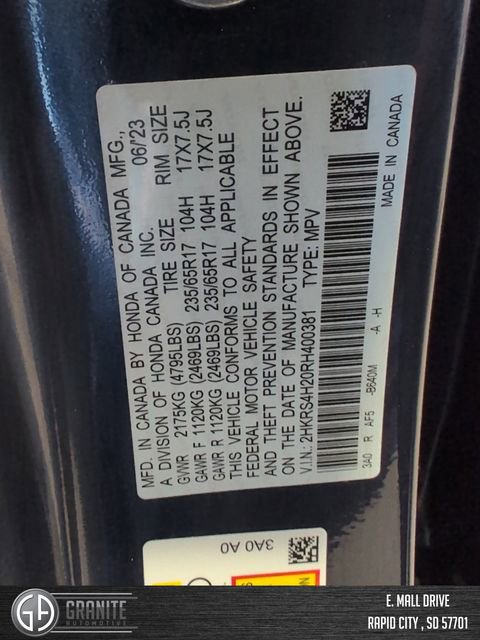 MFD. IN CANADA BY HONDA OF CANADA MFG.,
A DIVISION OF HONDA CANADA INC. 06/'23
TIRE SIZE RIM SIZE
GVWR 2175KG (4795LBS)
GAWR F 1120KG (2469LBS) 235/65R17 104H 17X7.5J
GAWR R 1120KG (2469LBS) 235/65R17 104H 17X7.5J
THIS VEHICLE CONFORMS TO ALL APPLICABLE
FEDERAL MOTOR VEHICLE SAFETY
AND THEFT PREVENTION STANDARDS IN EFFECT
ON THE DATE OF MANUFACTURE SHOWN ABOVE.
V.I.N.: 2HKRS4H20RH400381 TYPE: MPV
3A0 R AF5 -B640M -A -H
MADE IN CANADA
3A0 A0
GA GRANITE
AUTOMOTIVE
E. MALL DRIVE
RAPID CITY , SD 57701